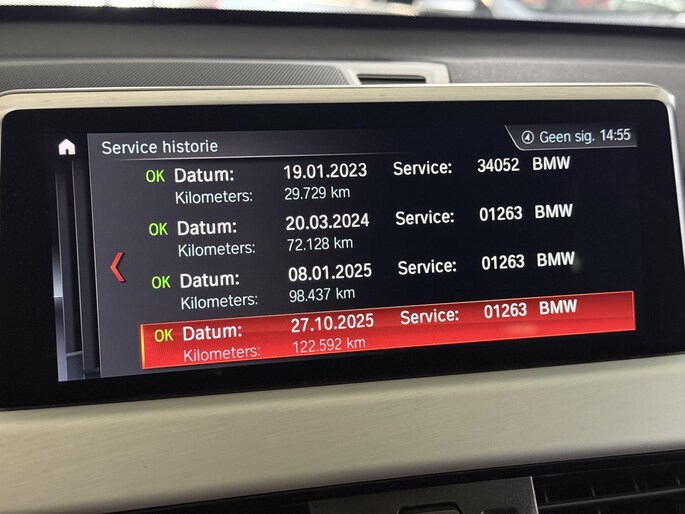 Service historie
Geen sig. 14:55
OK Datum: 19.01.2023 Service: 34052 BMW
Kilometers: 29.729 km
OK Datum: 20.03.2024 Service: 01263 BMW
Kilometers: 72.128 km
OK Datum: 08.01.2025 Service: 01263 BMW
Kilometers: 98.437 km
OK Datum: 27.10.2025 Service: 01263 BMW
Kilometers: 122.592 km